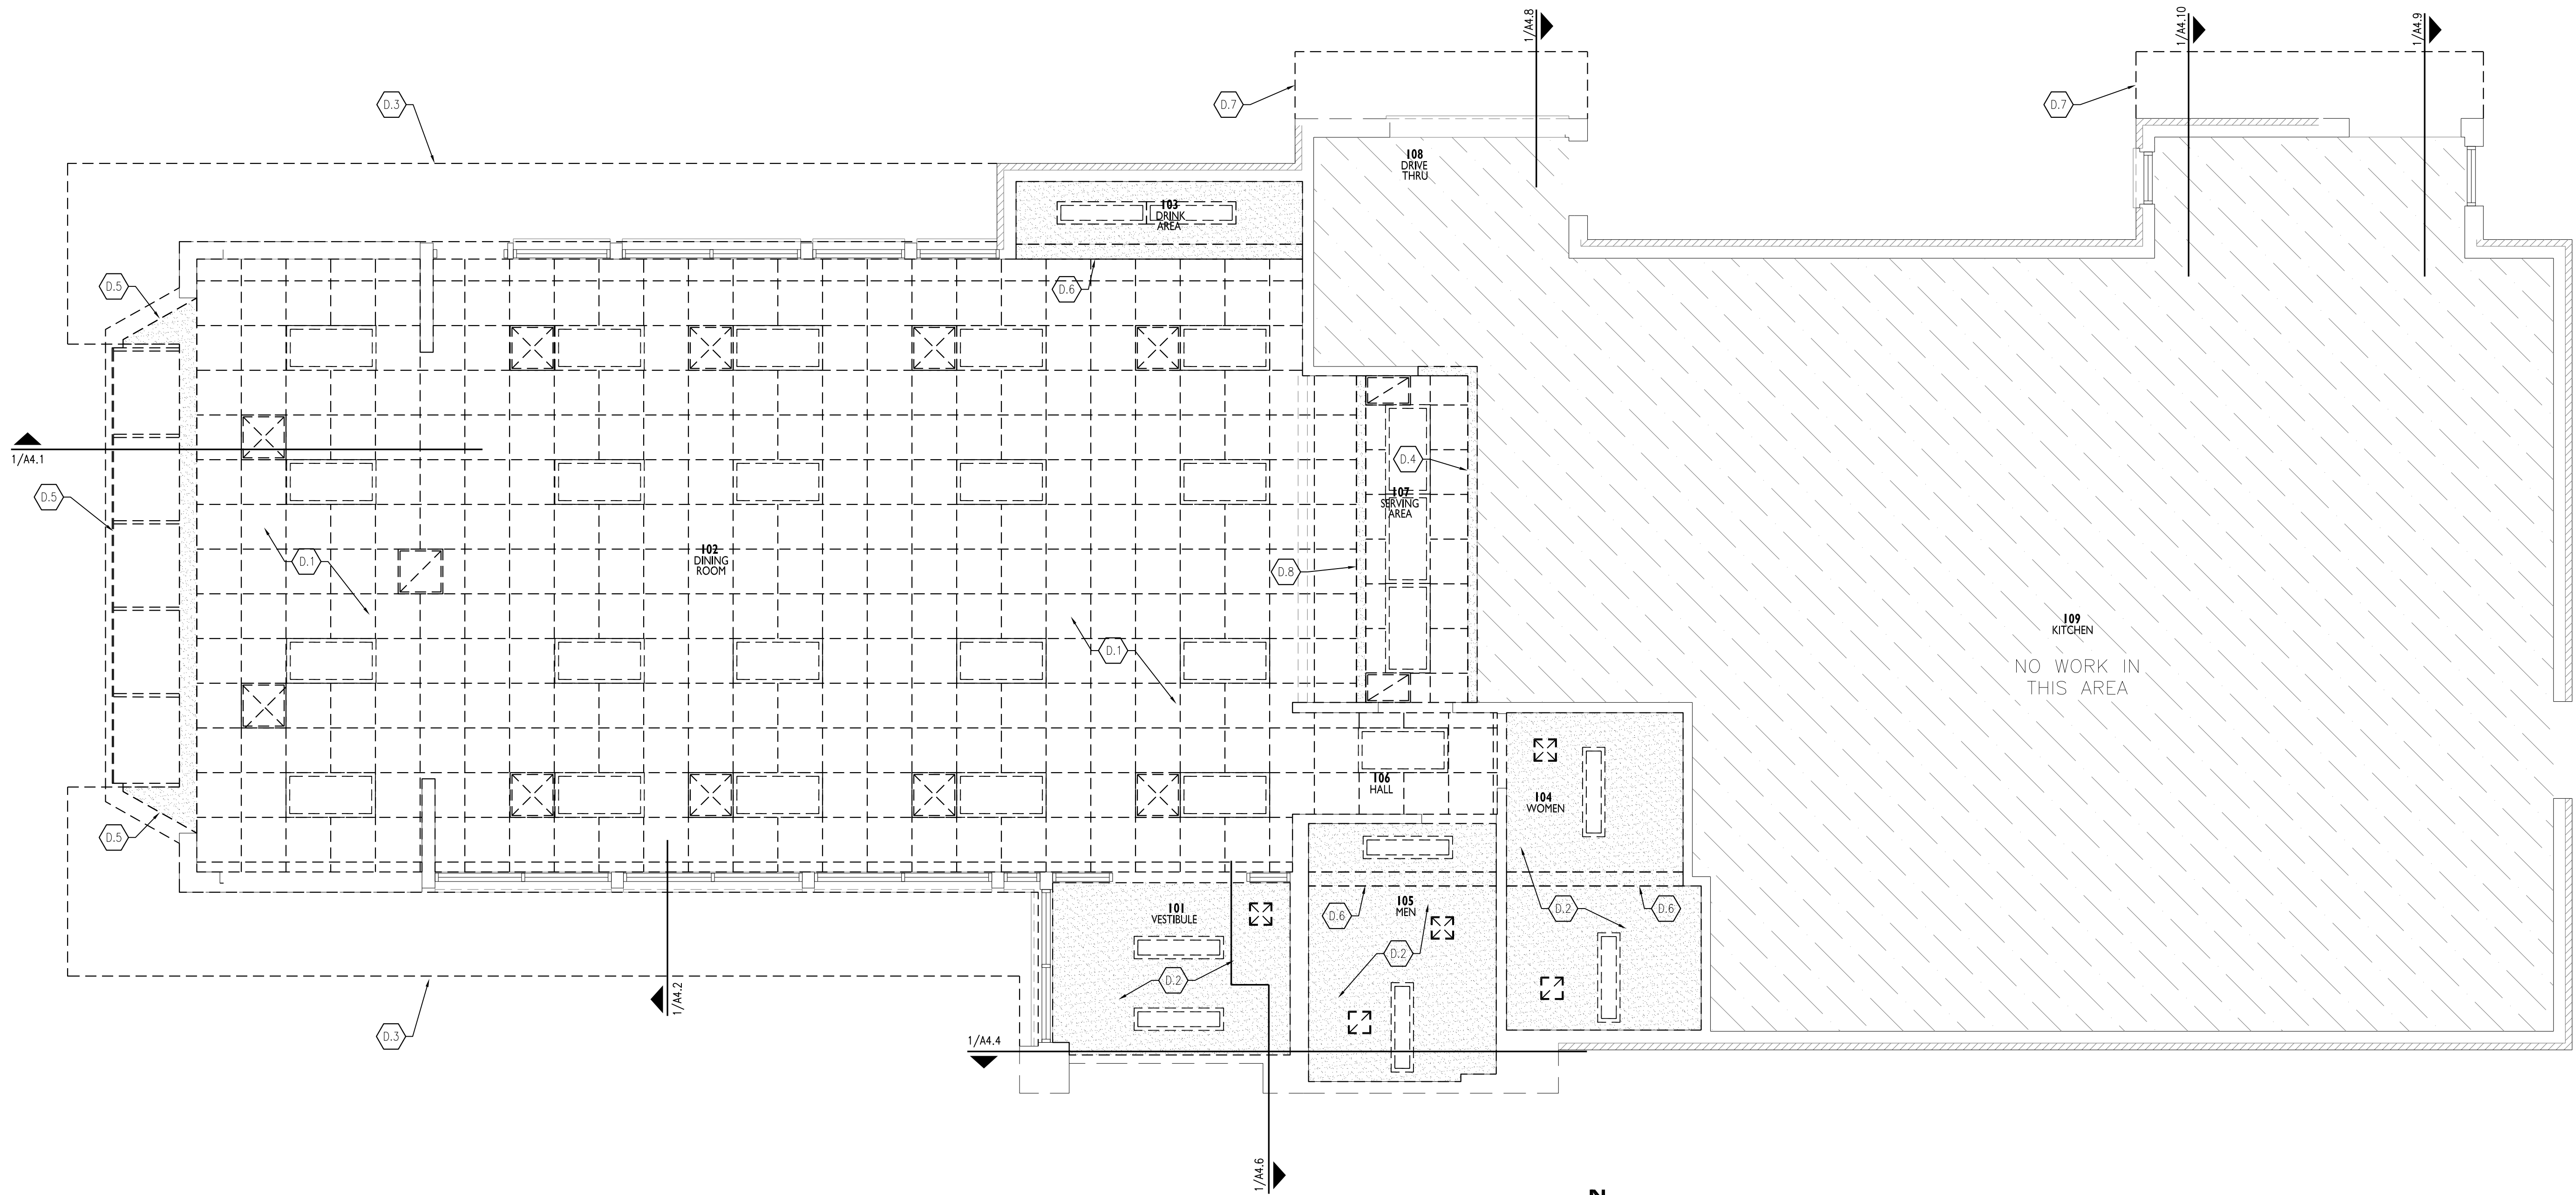 1/A4.8
1/A4.10
1/A4.9
D.3
D.7
D.7
108
DRIVE
THRU
103
DRINK
AREA
D.5
D.6
1/A4.1
D.4
D.5
107
SERVING
AREA
102
DINING
ROOM
D.1
D.8
109
KITCHEN
D.1
NO WORK IN
THIS AREA
106
HALL
104
WOMEN
D.5
101
VESTIBULE
D.6
105
MEN
D.2
D.6
D.2
D.2
1/A4.2
D.3
1/A4.4
1/A4.6
N